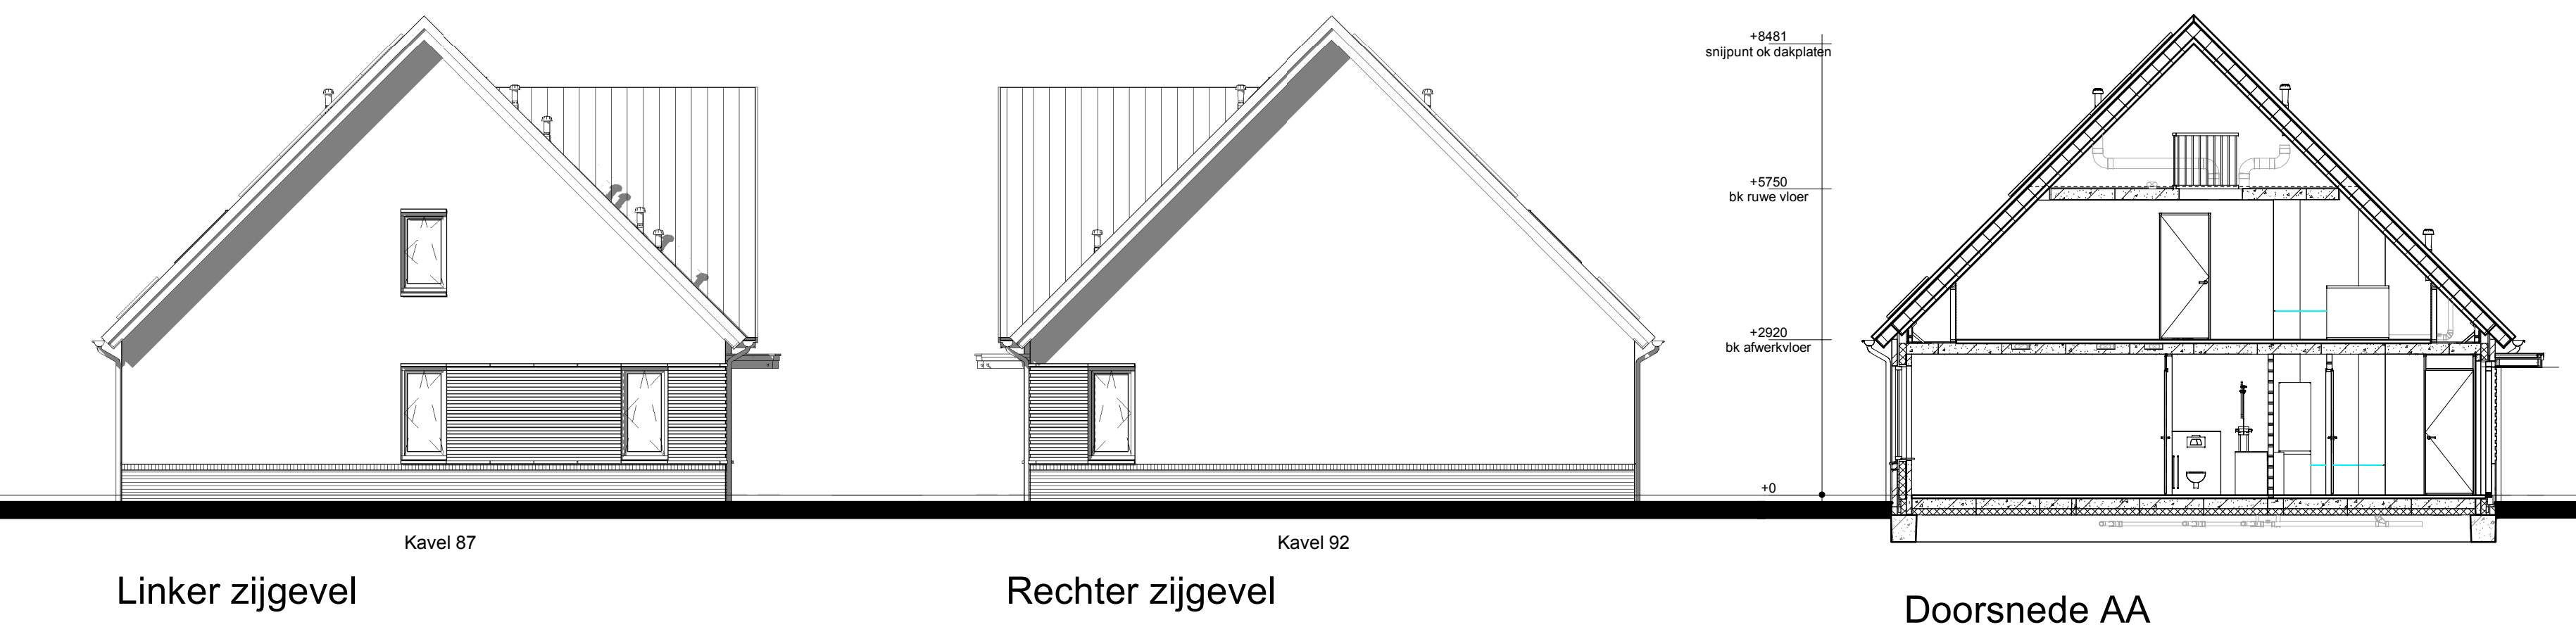 +8481
snijpunt ok dakplaten
+5750
bk ruwe vloer
+2920
bk afwerkvloer
+0
Kavel 87
Kavel 92
Linker zijgevel
Rechter zijgevel
Doorsnede AA